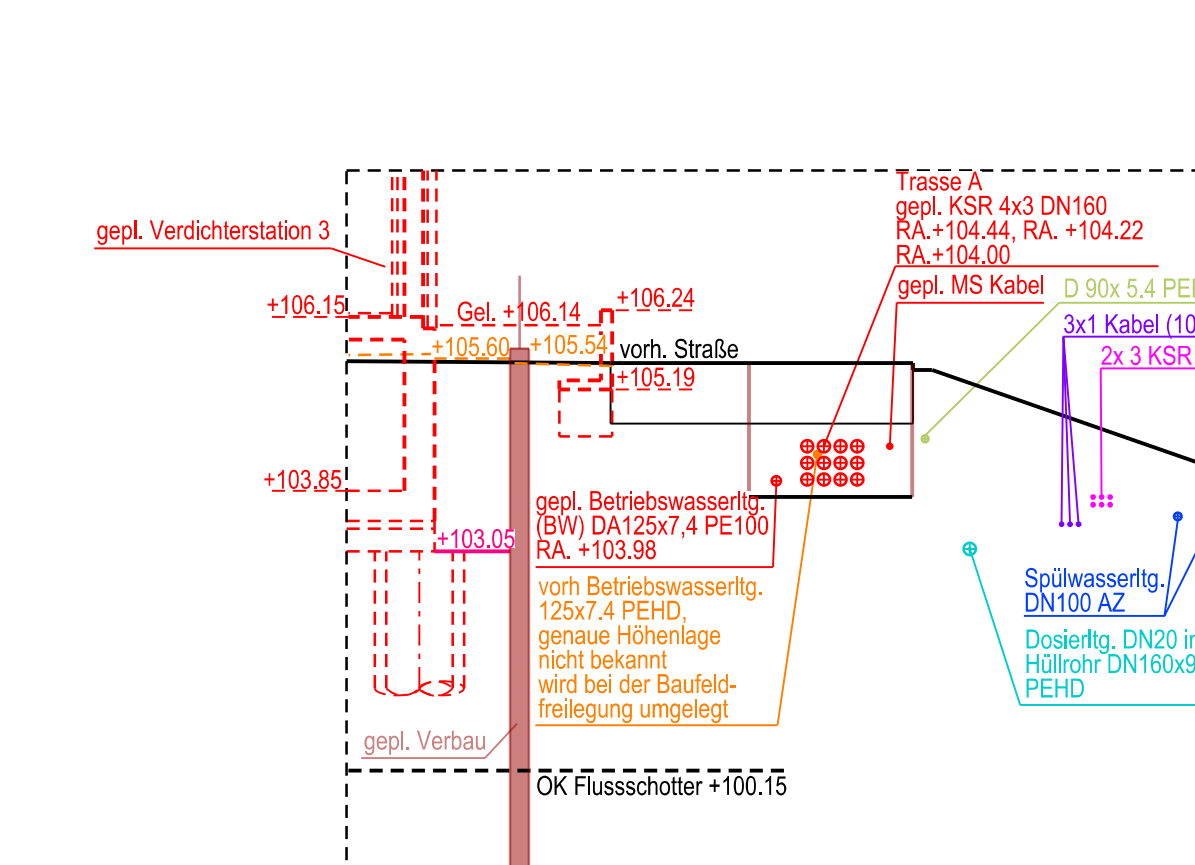 Trasse A
gepl. KSR 4x3 DN160
RA.+104.44, RA. +104.22
RA.+104.00
gepl. Verdichterstation 3
gepl. MS Kabel
D 90x 5.4
+106.15
Gel. +106.14
+106.24
3x1 Kabel
+105.60
+105.54
vorh. Straße
2x 3 KSR
+105.19
+103.85
gepl. Betriebswasserltg.
(BW) DA125x7,4 PE100
RA. +103.98
+103.05
vorh Betriebswasserltg.
125x7.4 PEHD,
genaue Höhenlage
nicht bekannt
wird bei der Baufeld-
freilegung umgelegt
Spülwasserltg.
DN100 AZ
Dosierltg. DN20
Hüllrohr
PEHD
gepl. Verbau
OK Flussschotter +100.15